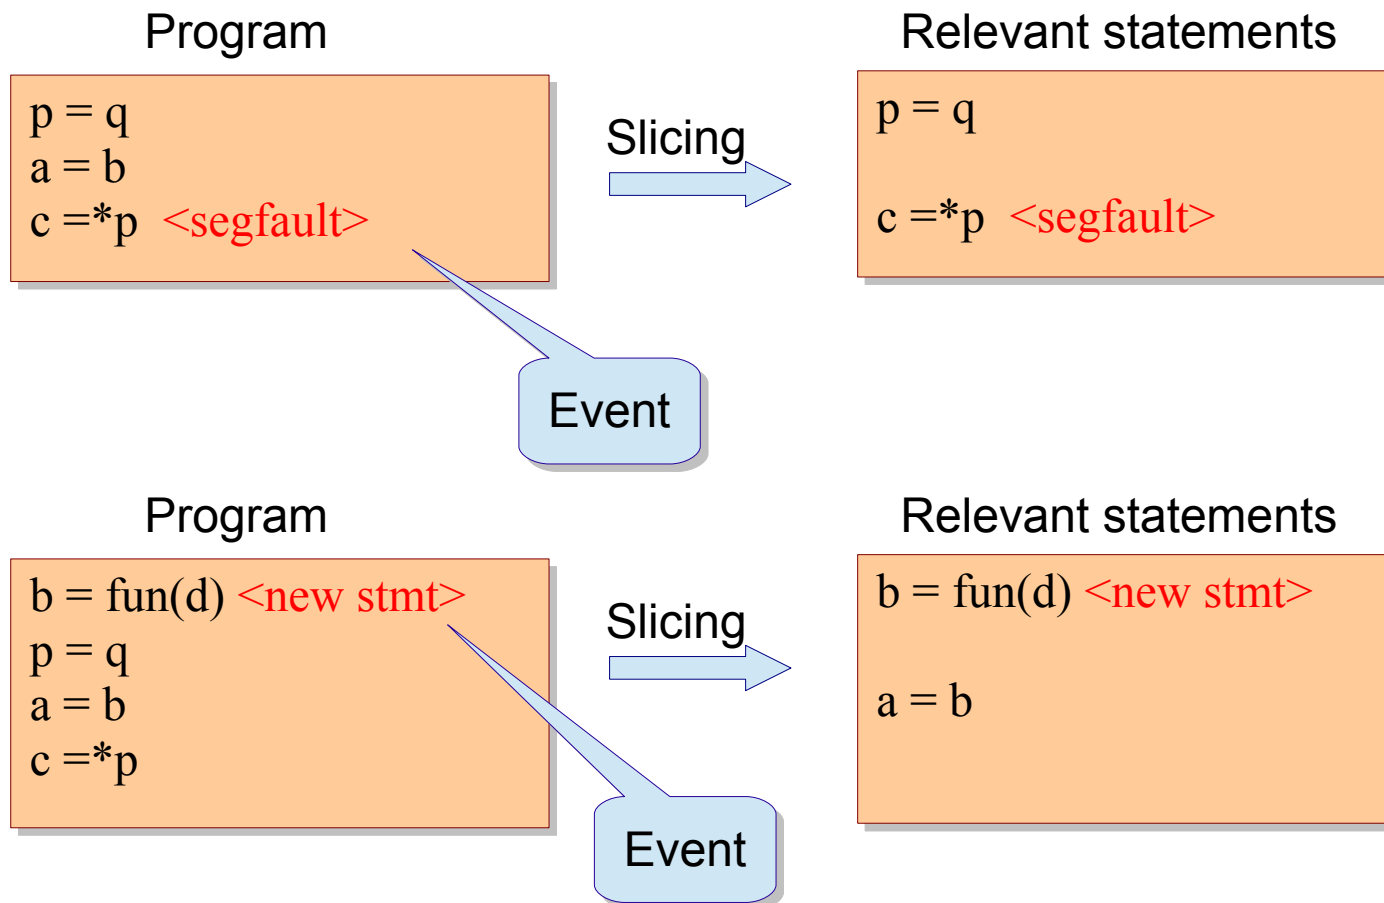 Program
p = q
a = b
c =*p <segfault>
Slicing
Relevant statements
p = q
c =*p <segfault>
Event
Program
b = fun(d) <new stmt>
p = q
a = b
c =*p
Slicing
Relevant statements
b = fun(d) <new stmt>
a = b
Event